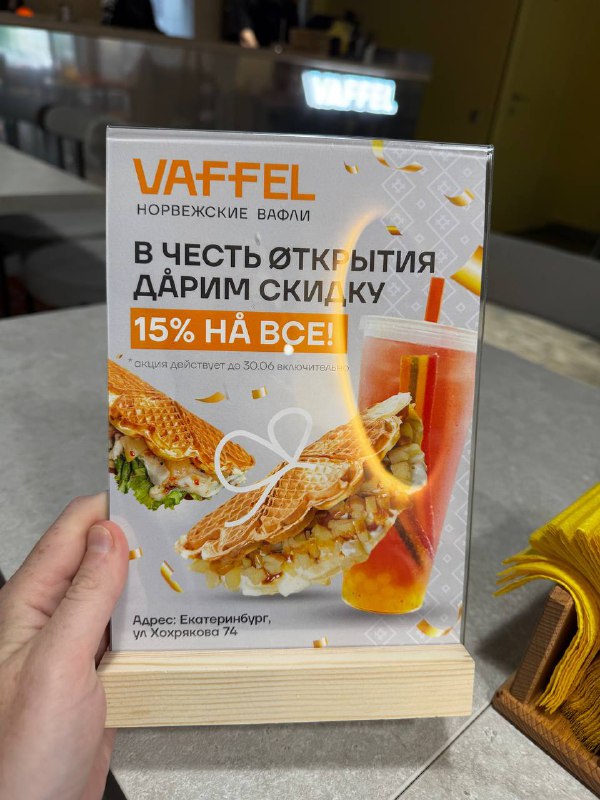 VAFFEL
VAFFEL
НОРВЕЖСКИЕ ВАФЛИ
В ЧЕСТЬ ØТКРЫТИЯ
ДÅРИМ СКИДКУ
15% НÅ ВСЕ!
* акция действует до 30.06 включительно
Адрес: Екатеринбург,
ул Хохрякова 74